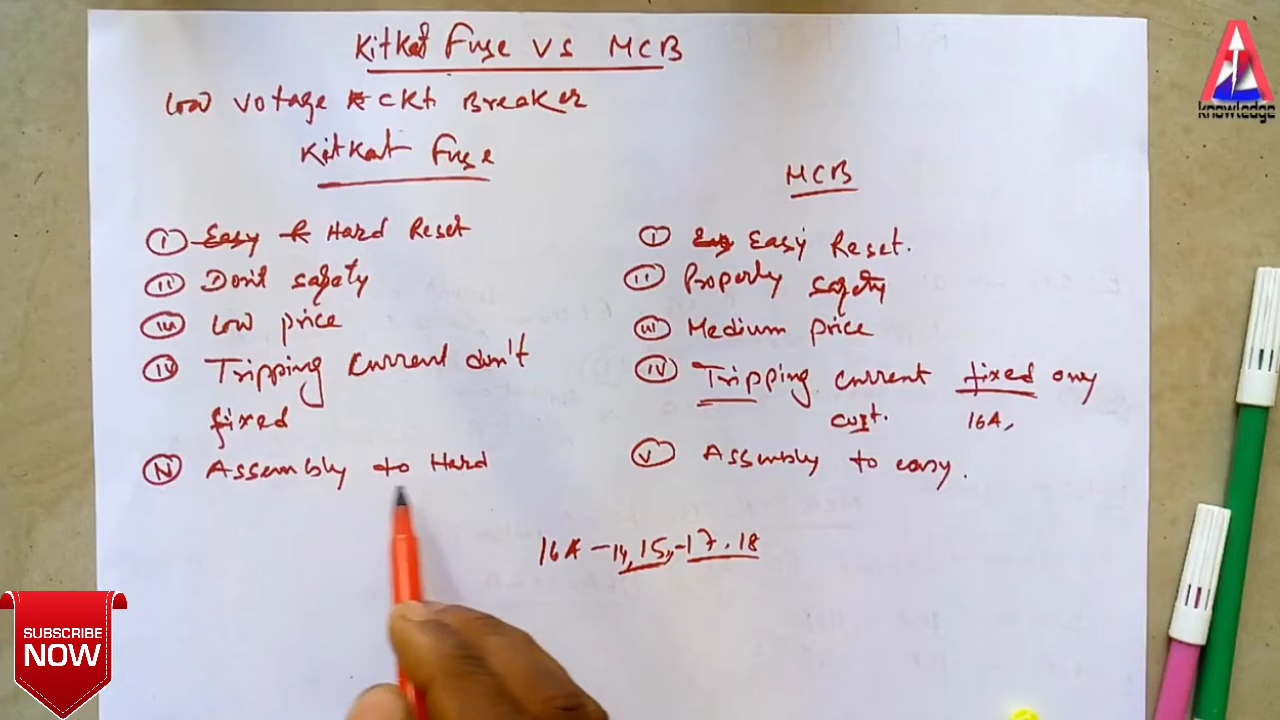 KitKat Fuse VS MCB
Low Votage ckt Breaker
KitKat Fuse
MCB
(i) Easy R Hard Reset
(ii) Don't safety
(iii) Low price
(iv) Tripping current don't
fixed
(N) Assembly to Hard
(i) Easy Easy Reset.
(ii) Properly safety
(iii) Medium price
(iv) Tripping current fixed any
16A,
(v) Assembly to easy.
16A - 14, 15, - 17. 18
A knowledge
SUBSCRIBE
NOW